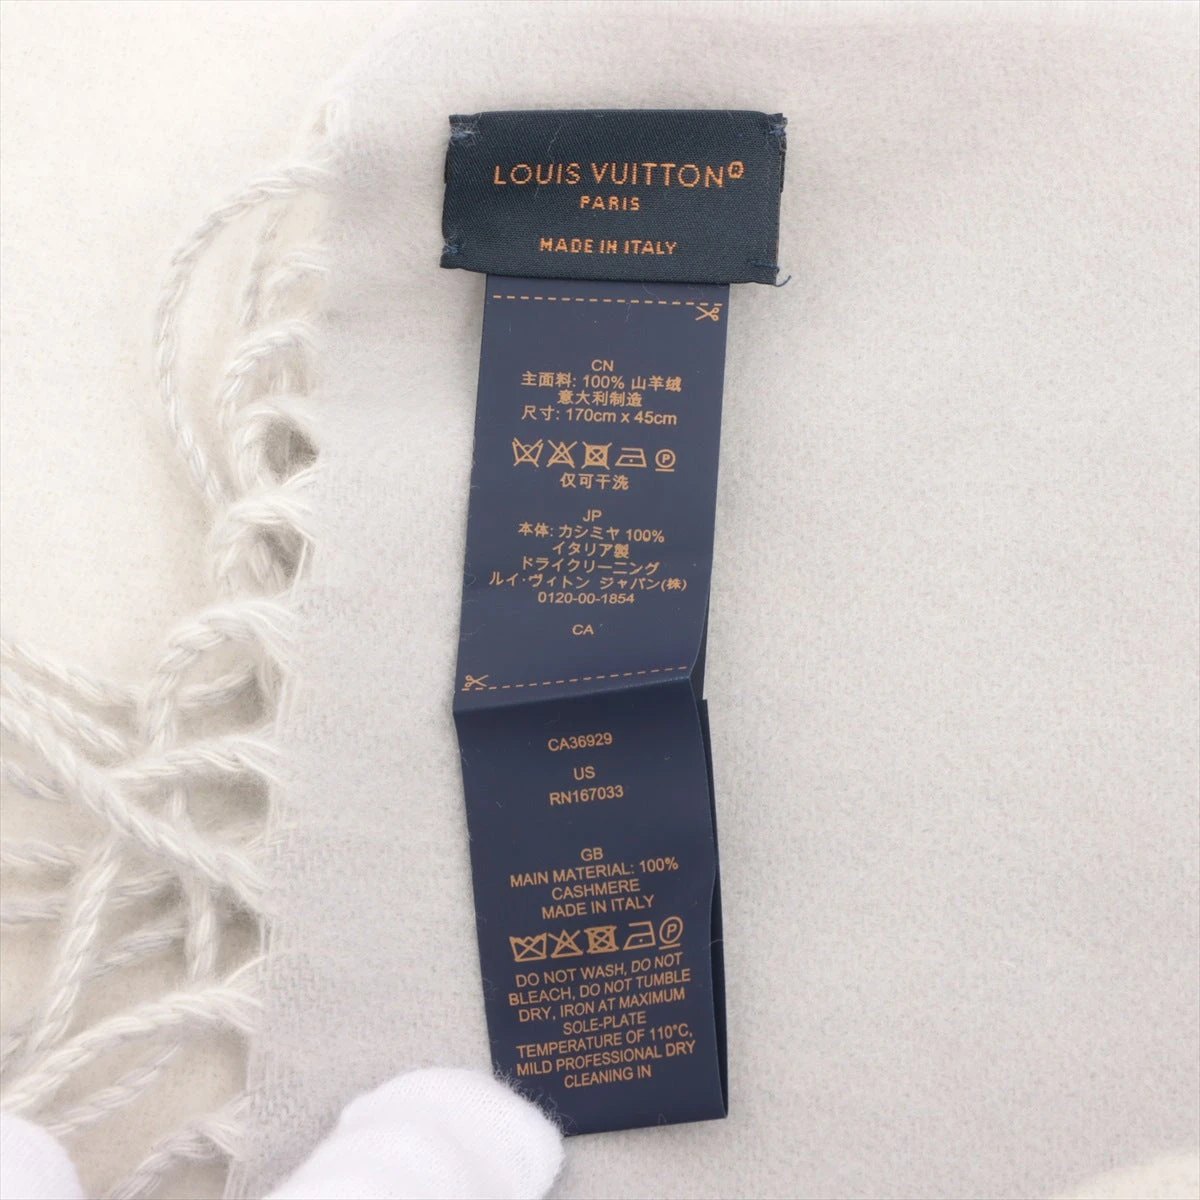 LOUIS VUITTON®
PARIS
MADE IN ITALY
CN
主面料: 100% 山羊绒
意大利制造
尺寸: 170cm x 45cm
P
仅可干洗
JP
本体: カシミヤ 100%
イタリア製
ドライクリーニング
ルイ･ヴィトン ジャパン(株)
0120-00-1854
CA
CA36929
US
RN167033
GB
MAIN MATERIAL: 100%
CASHMERE
MADE IN ITALY
P
DO NOT WASH, DO NOT
BLEACH, DO NOT TUMBLE
DRY, IRON AT MAXIMUM
SOLE-PLATE
TEMPERATURE OF 110°C,
MILD PROFESSIONAL DRY
CLEANING IN